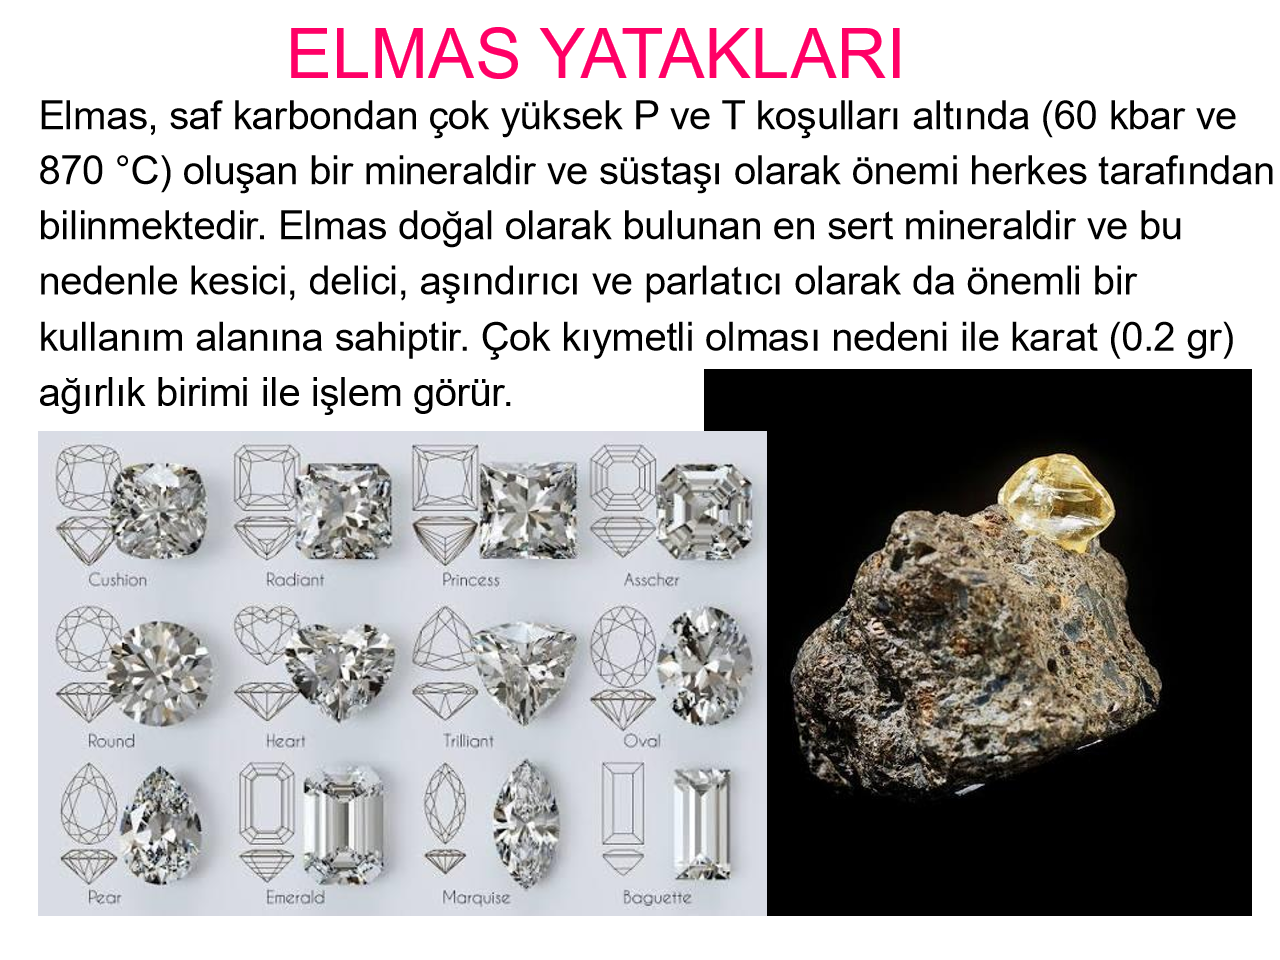 ELMAS YATAKLARI
Elmas, saf karbondan çok yüksek P ve T koşulları altında (60 kbar ve
870 °C) oluşan bir mineraldir ve süstaşı olarak önemi herkes tarafından
bilinmektedir. Elmas doğal olarak bulunan en sert mineraldir ve bu
nedenle kesici, delici, aşındırıcı ve parlatıcı olarak da önemli bir
kullanım alanına sahiptir. Çok kıymetli olması nedeni ile karat (0.2 gr)
ağırlık birimi ile işlem görür.
Cushion Radiant Princess Asscher
Round Heart Trilliant Oval
Pear Emerald Marquise Baguette